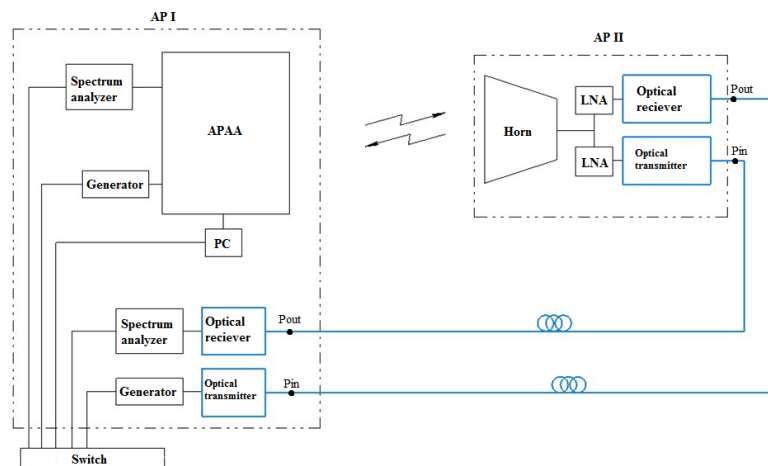 AP I
AP II
Spectrum
analyzer
APAA
Generator
PC
Horn
LNA
LNA
Optical
reciever
Pout
Optical
transmitter
Pin
Spectrum
analyzer
Optical
reciever
Pout
Generator
Optical
transmitter
Pin
Switch